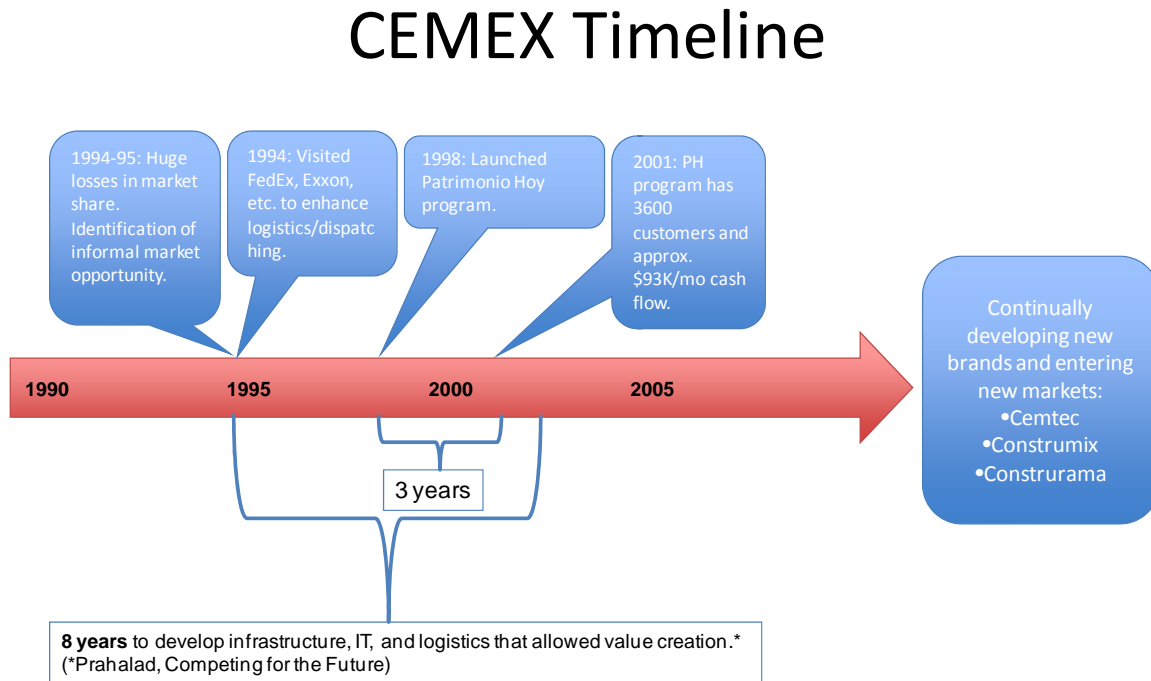 CEMEX Timeline
1994-95: Huge
losses in market
share.
Identification of
informal market
opportunity.
1994: Visited
FedEx, Exxon,
etc. to enhance
logistics/dispatc
hing.
1998: Launched
Patrimonio Hoy
program.
2001: PH
program has
3600
customers and
approx.
$93K/mo cash
flow.
Continually
developing new
brands and entering
new markets:
•Cemtec
•Construmix
•Construrama
1990 1995 2000 2005
3 years
8 years to develop infrastructure, IT, and logistics that allowed value creation.*
(*Prahalad, Competing for the Future)